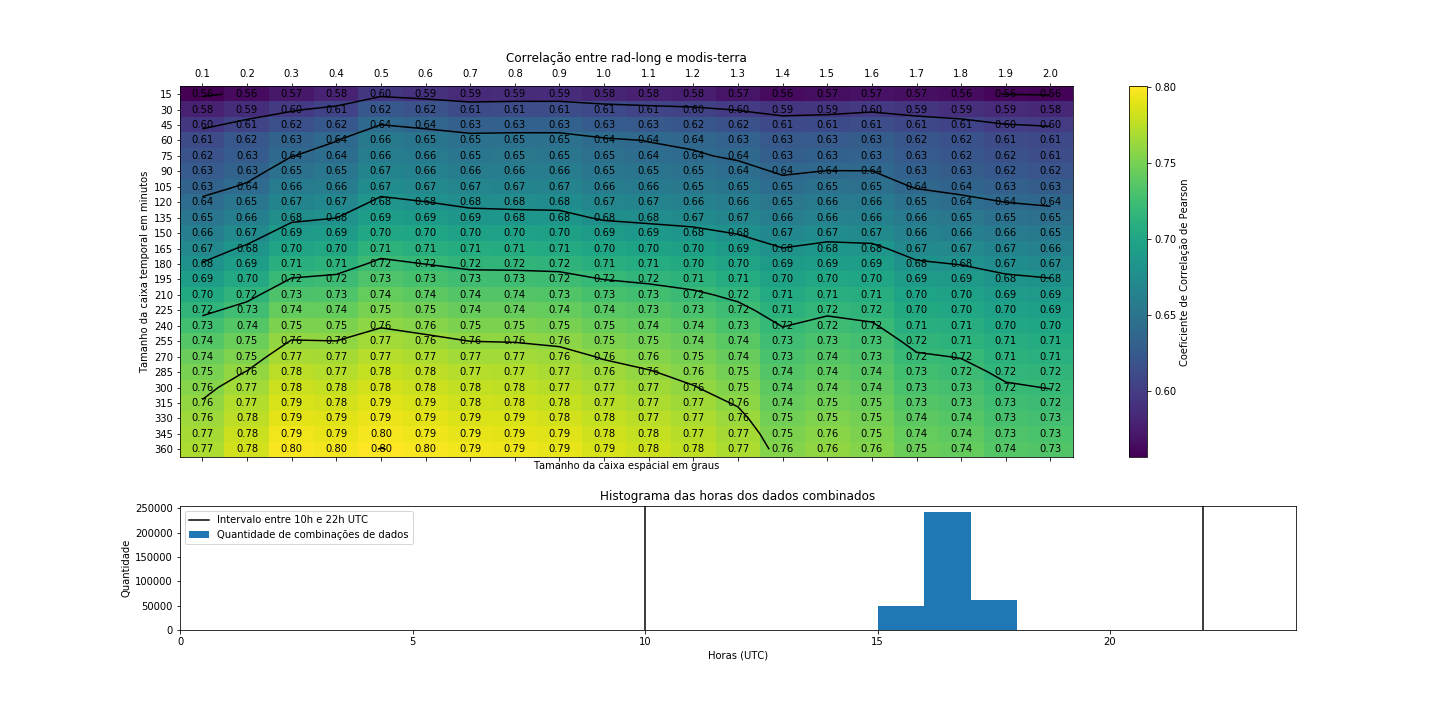 Correlação entre rad-long e modis-terra
0.1 0.2 0.3 0.4 0.5 0.6 0.7 0.8 0.9 1.0 1.1 1.2 1.3 1.4 1.5 1.6 1.7 1.8 1.9 2.0
15 0.56 0.56 0.57 0.58 0.60 0.59 0.59 0.58 0.58 0.58 0.58 0.58 0.57 0.56 0.57 0.57 0.57 0.56 0.56 0.56
30 0.58 0.59 0.60 0.61 0.62 0.62 0.61 0.61 0.61 0.61 0.61 0.60 0.60 0.59 0.59 0.60 0.59 0.59 0.59 0.58
45 0.60 0.61 0.62 0.62 0.64 0.64 0.63 0.63 0.63 0.63 0.63 0.62 0.62 0.61 0.61 0.61 0.61 0.61 0.60 0.60
60 0.61 0.62 0.63 0.64 0.66 0.65 0.65 0.65 0.65 0.64 0.64 0.64 0.63 0.63 0.63 0.63 0.63 0.62 0.62 0.61
75 0.62 0.63 0.64 0.64 0.66 0.66 0.65 0.65 0.65 0.65 0.64 0.64 0.64 0.63 0.63 0.63 0.63 0.62 0.62 0.61
90 0.63 0.63 0.65 0.65 0.67 0.66 0.66 0.66 0.66 0.65 0.65 0.65 0.64 0.64 0.64 0.64 0.63 0.63 0.62 0.62
105 0.63 0.64 0.66 0.66 0.67 0.67 0.67 0.67 0.67 0.66 0.66 0.65 0.65 0.65 0.65 0.65 0.64 0.64 0.63 0.63
120 0.64 0.65 0.67 0.67 0.68 0.68 0.68 0.68 0.68 0.67 0.67 0.66 0.66 0.65 0.66 0.66 0.65 0.64 0.64 0.64
135 0.65 0.66 0.68 0.68 0.69 0.69 0.69 0.68 0.68 0.68 0.68 0.67 0.67 0.66 0.66 0.66 0.66 0.65 0.65 0.65
150 0.66 0.67 0.69 0.69 0.70 0.70 0.70 0.70 0.70 0.69 0.69 0.68 0.68 0.67 0.67 0.67 0.66 0.66 0.66 0.65
165 0.67 0.68 0.70 0.70 0.71 0.71 0.71 0.71 0.71 0.70 0.70 0.70 0.69 0.68 0.68 0.68 0.67 0.67 0.67 0.66
180 0.68 0.69 0.71 0.71 0.72 0.72 0.72 0.72 0.72 0.71 0.71 0.70 0.70 0.69 0.69 0.69 0.68 0.68 0.67 0.67
195 0.69 0.70 0.72 0.72 0.73 0.73 0.73 0.73 0.72 0.72 0.72 0.71 0.71 0.70 0.70 0.70 0.69 0.69 0.68 0.68
210 0.70 0.72 0.73 0.73 0.74 0.74 0.74 0.74 0.73 0.73 0.73 0.72 0.72 0.71 0.71 0.71 0.70 0.70 0.69 0.69
225 0.72 0.73 0.74 0.74 0.75 0.75 0.74 0.74 0.74 0.74 0.73 0.73 0.72 0.71 0.72 0.72 0.70 0.70 0.70 0.69
240 0.73 0.74 0.75 0.75 0.76 0.76 0.75 0.75 0.75 0.75 0.74 0.74 0.73 0.72 0.72 0.72 0.71 0.71 0.70 0.70
255 0.74 0.75 0.76 0.76 0.77 0.76 0.76 0.76 0.76 0.75 0.75 0.74 0.74 0.73 0.73 0.73 0.72 0.71 0.71 0.71
270 0.74 0.75 0.77 0.77 0.77 0.77 0.77 0.77 0.76 0.76 0.76 0.75 0.74 0.73 0.74 0.73 0.72 0.72 0.71 0.71
285 0.75 0.76 0.78 0.77 0.78 0.78 0.77 0.77 0.77 0.76 0.76 0.75 0.75 0.74 0.74 0.74 0.73 0.72 0.72 0.72
300 0.76 0.77 0.78 0.78 0.78 0.78 0.78 0.78 0.77 0.77 0.77 0.76 0.75 0.74 0.75 0.74 0.73 0.73 0.72 0.72
315 0.76 0.77 0.79 0.78 0.79 0.79 0.78 0.78 0.78 0.77 0.77 0.76 0.76 0.74 0.75 0.75 0.73 0.73 0.73 0.72
330 0.76 0.78 0.79 0.79 0.79 0.79 0.79 0.79 0.78 0.78 0.77 0.77 0.76 0.75 0.75 0.75 0.74 0.74 0.73 0.73
345 0.77 0.78 0.79 0.79 0.80 0.79 0.79 0.79 0.79 0.78 0.78 0.77 0.77 0.75 0.76 0.75 0.74 0.74 0.73 0.73
360 0.77 0.78 0.80 0.80 0.80 0.80 0.79 0.79 0.79 0.79 0.78 0.78 0.77 0.76 0.76 0.76 0.75 0.74 0.74 0.73
Tamanho da caixa temporal em minutos
Tamanho da caixa espacial em graus
0.80
0.75
0.70
0.65
0.60
Coeficiente de Correlação de Pearson
Histograma das horas dos dados combinados
Intervalo entre 10h e 22h UTC
Quantidade de combinações de dados
250000
200000
150000
100000
50000
0
Quantidade
0 5 10 15 20
Horas (UTC)